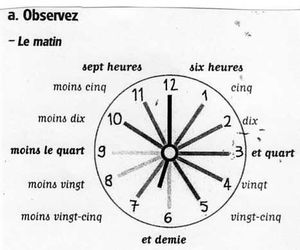 a. Observez
– Le matin
sept heures six heures
moins cinq 11 12 1 cinq
moins dix 10 2 dix
moins le quart 9 3 et quart
moins vingt 8 4 vingt
moins vingt-cinq 7 6 5 vingt-cinq
et demie